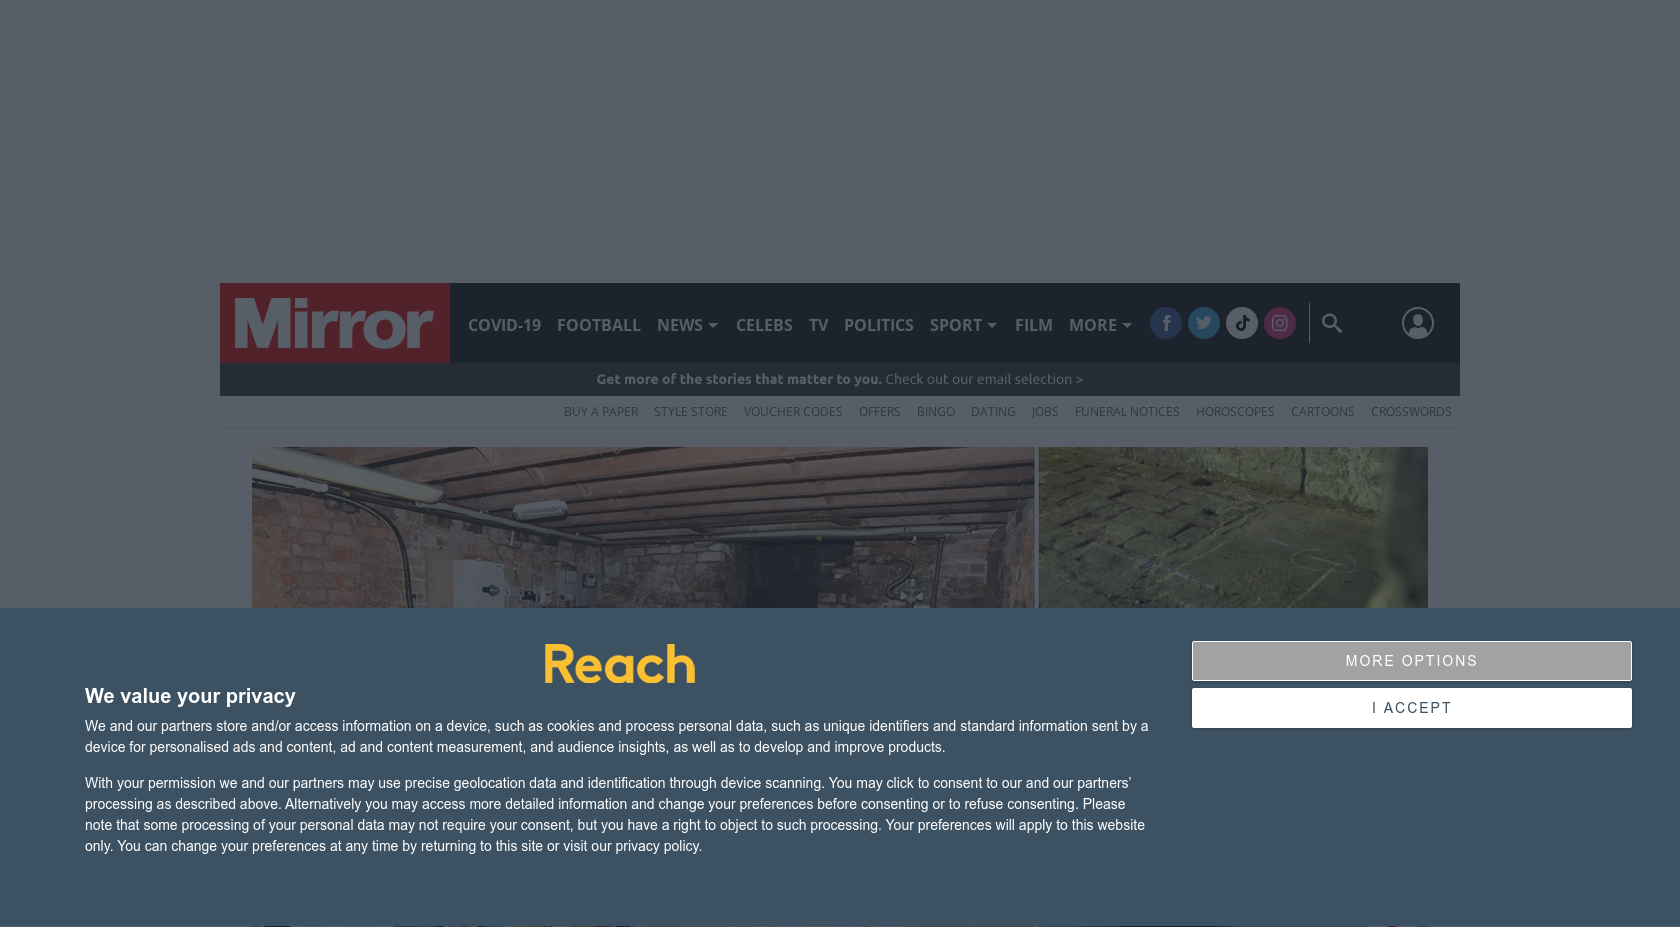 Mirror
COVID-19 FOOTBALL NEWS CELEBS TV POLITICS SPORT FILM MORE
Get more of the stories that matter to you. Check out our email selection >
BUY A PAPER STYLE STORE VOUCHER CODES OFFERS BINGO DATING JOBS FUNERAL NOTICES HOROSCOPES CARTOONS CROSSWORDS
Reach
We value your privacy
We and our partners store and/or access information on a device, such as cookies and process personal data, such as unique identifiers and standard information sent by a
device for personalised ads and content, ad and content measurement, and audience insights, as well as to develop and improve products.
With your permission we and our partners may use precise geolocation data and identification through device scanning. You may click to consent to our and our partners’
processing as described above. Alternatively you may access more detailed information and change your preferences before consenting or to refuse consenting. Please
note that some processing of your personal data may not require your consent, but you have a right to object to such processing. Your preferences will apply to this website
only. You can change your preferences at any time by returning to this site or visit our privacy policy.
MORE OPTIONS
I ACCEPT